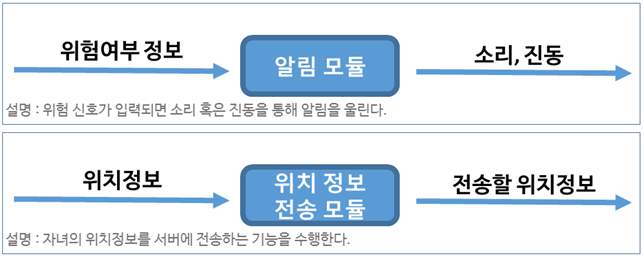 위험여부 정보
알림 모듈
소리, 진동
설명 : 위험 신호가 입력되면 소리 혹은 진동을 통해 알림을 울린다.
위치정보
위치 정보
전송 모듈
전송할 위치정보
설명 : 자녀의 위치정보를 서버에 전송하는 기능을 수행한다.